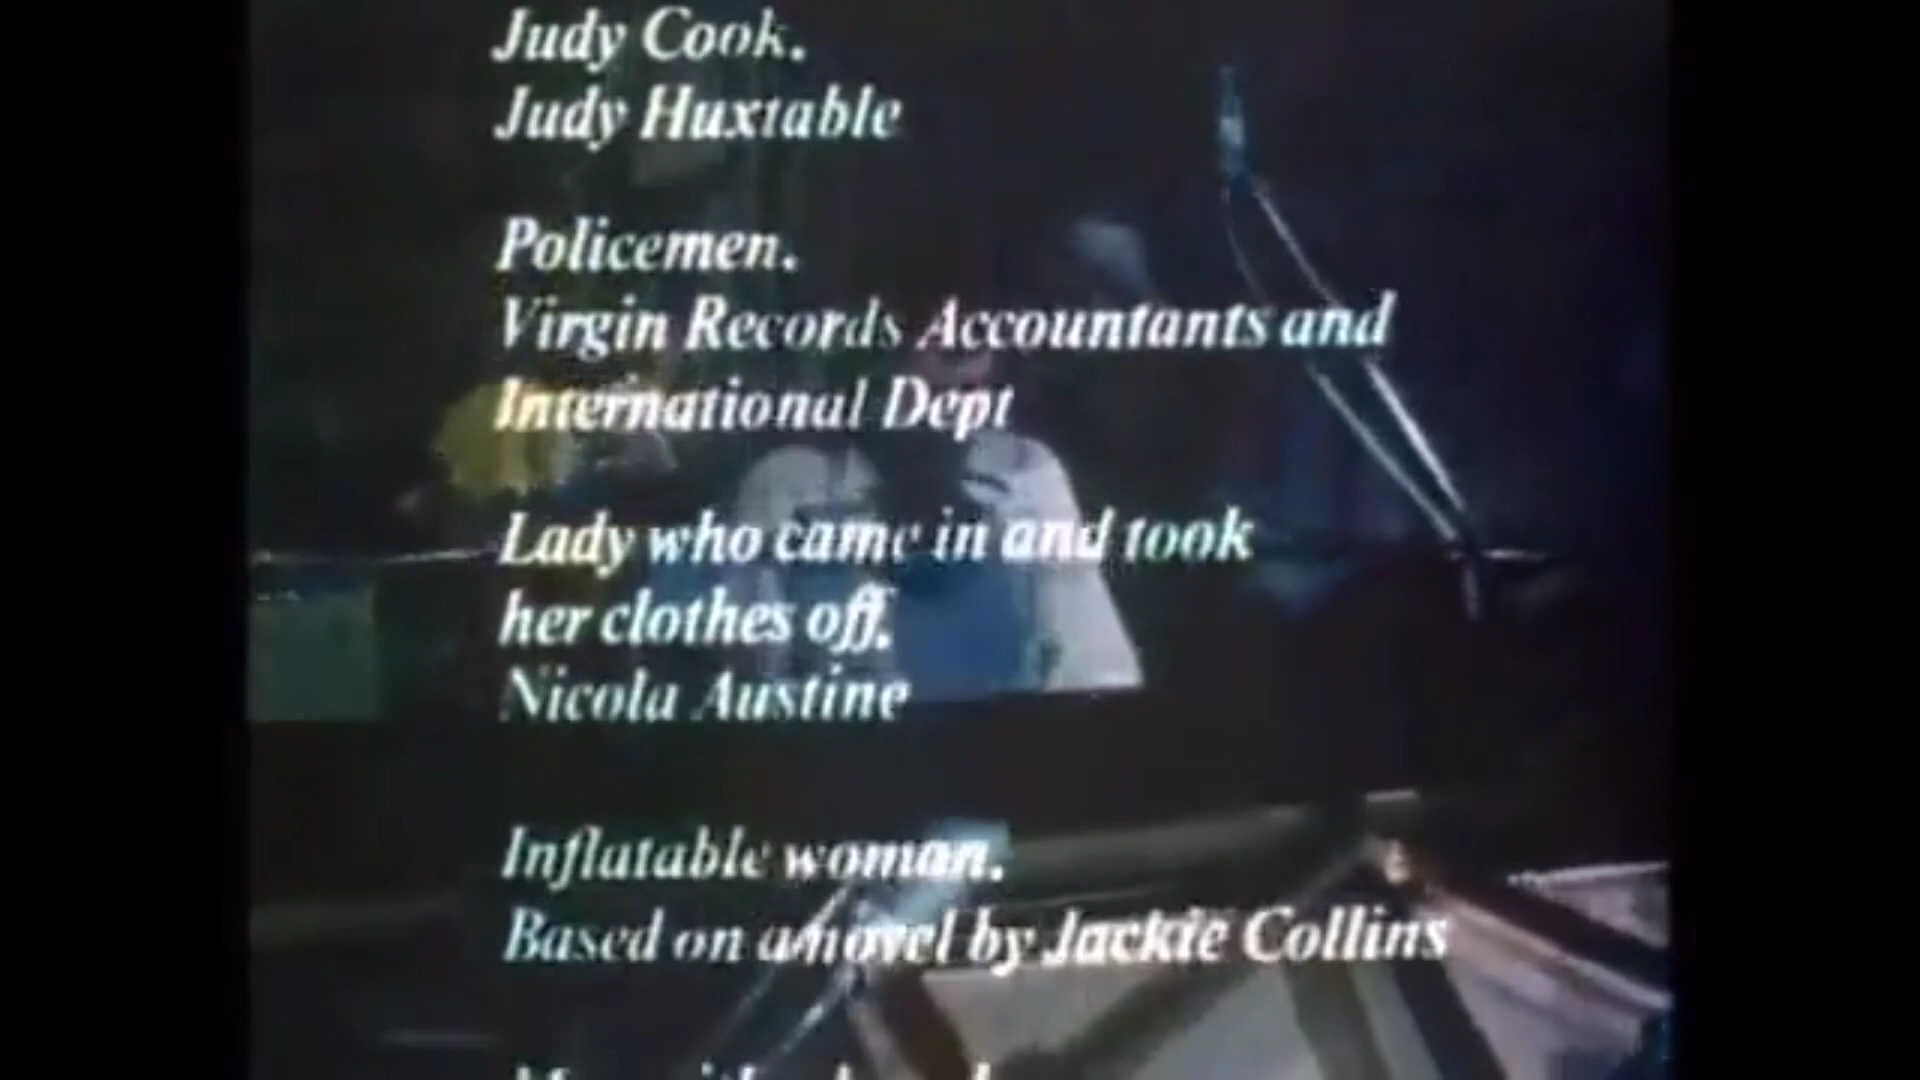 Judy Cook.
Judy Huxtable
Policemen.
Virgin Records Accountants and
International Dept
Lady who came in and took
her clothes off.
Nicola Austine
Inflatable woman.
Based on a novel by Jackie Collins